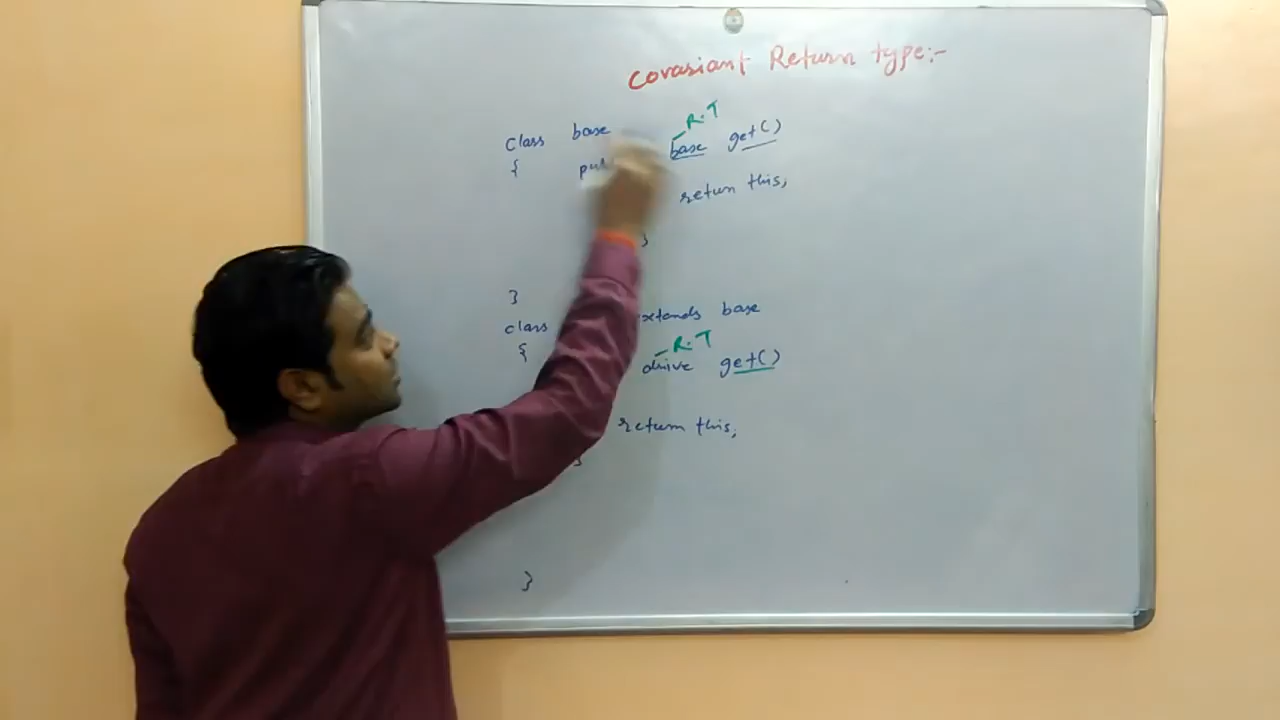 Covariant Return type:-
R.T
class base
{ base get()
return this;
}
}
class extends base
R.T
{ drive get()
return this;
}
}